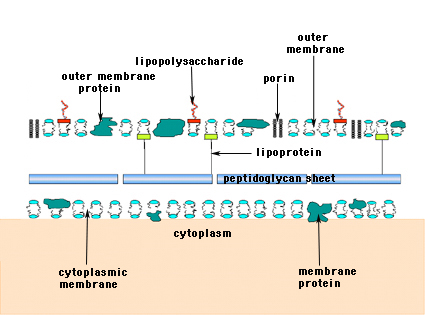 outer
membrane
lipopolysaccharide
outer membrane
protein
porin
lipoprotein
peptidoglycan sheet
cytoplasm
cytoplasmic
membrane
membrane
protein